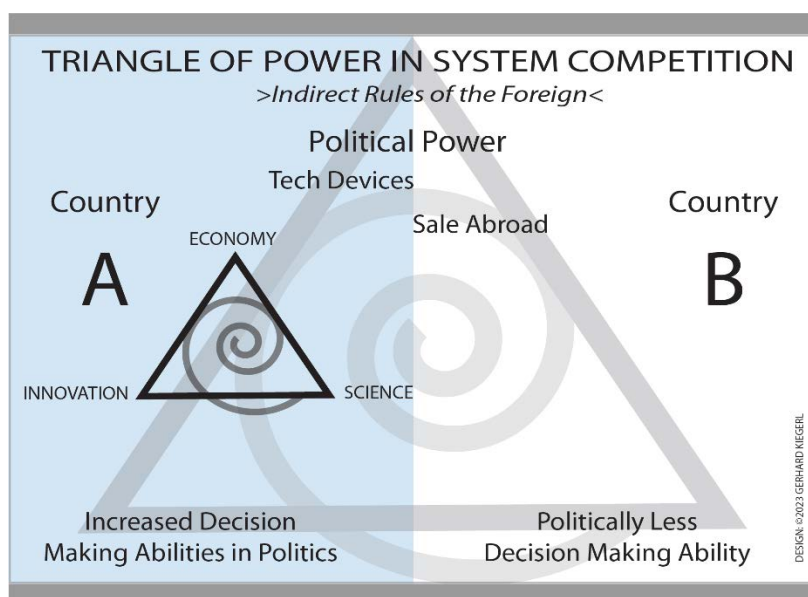 TRIANGLE OF POWER IN SYSTEM COMPETITION
>Indirect Rules of the Foreign<
Political Power
Tech Devices
Country
Country
Sale Abroad
ECONOMY
A
B
INNOVATION
SCIENCE
Increased Decision
Making Abilities in Politics
Politically Less
Decision Making Ability
DESIGN: ©2023 GERHARD KIEGERL